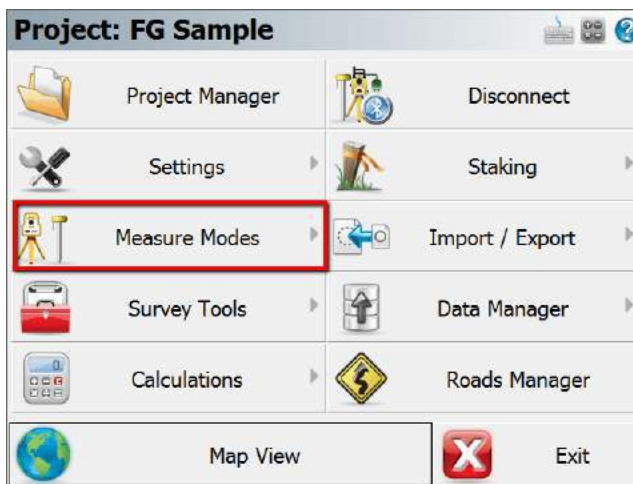 Project: FG Sample
Project Manager
Disconnect
Settings
Staking
Measure Modes
Import / Export
Survey Tools
Data Manager
Calculations
Roads Manager
Map View
Exit